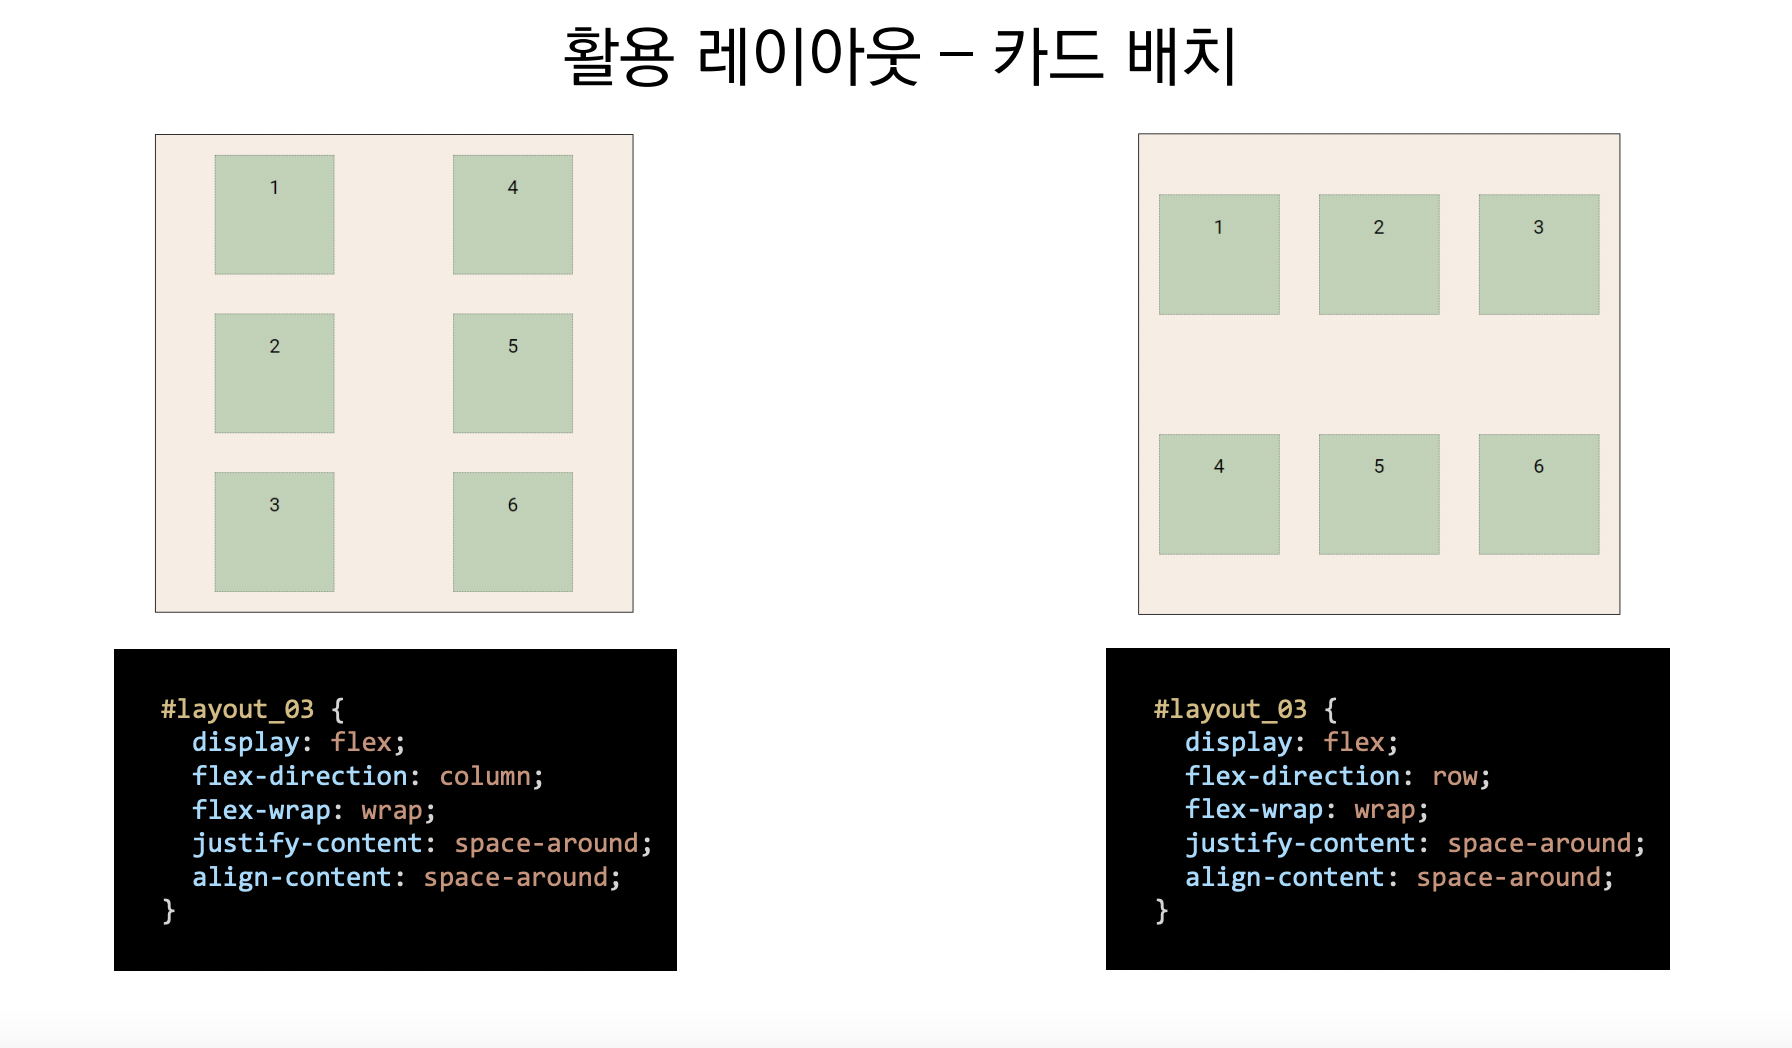 활용 레이아웃 – 카드 배치
1
4
2
5
3
6
#layout_03 {
display: flex;
flex-direction: column;
flex-wrap: wrap;
justify-content: space-around;
align-content: space-around;
}
1
2
3
4
5
6
#layout_03 {
display: flex;
flex-direction: row;
flex-wrap: wrap;
justify-content: space-around;
align-content: space-around;
}